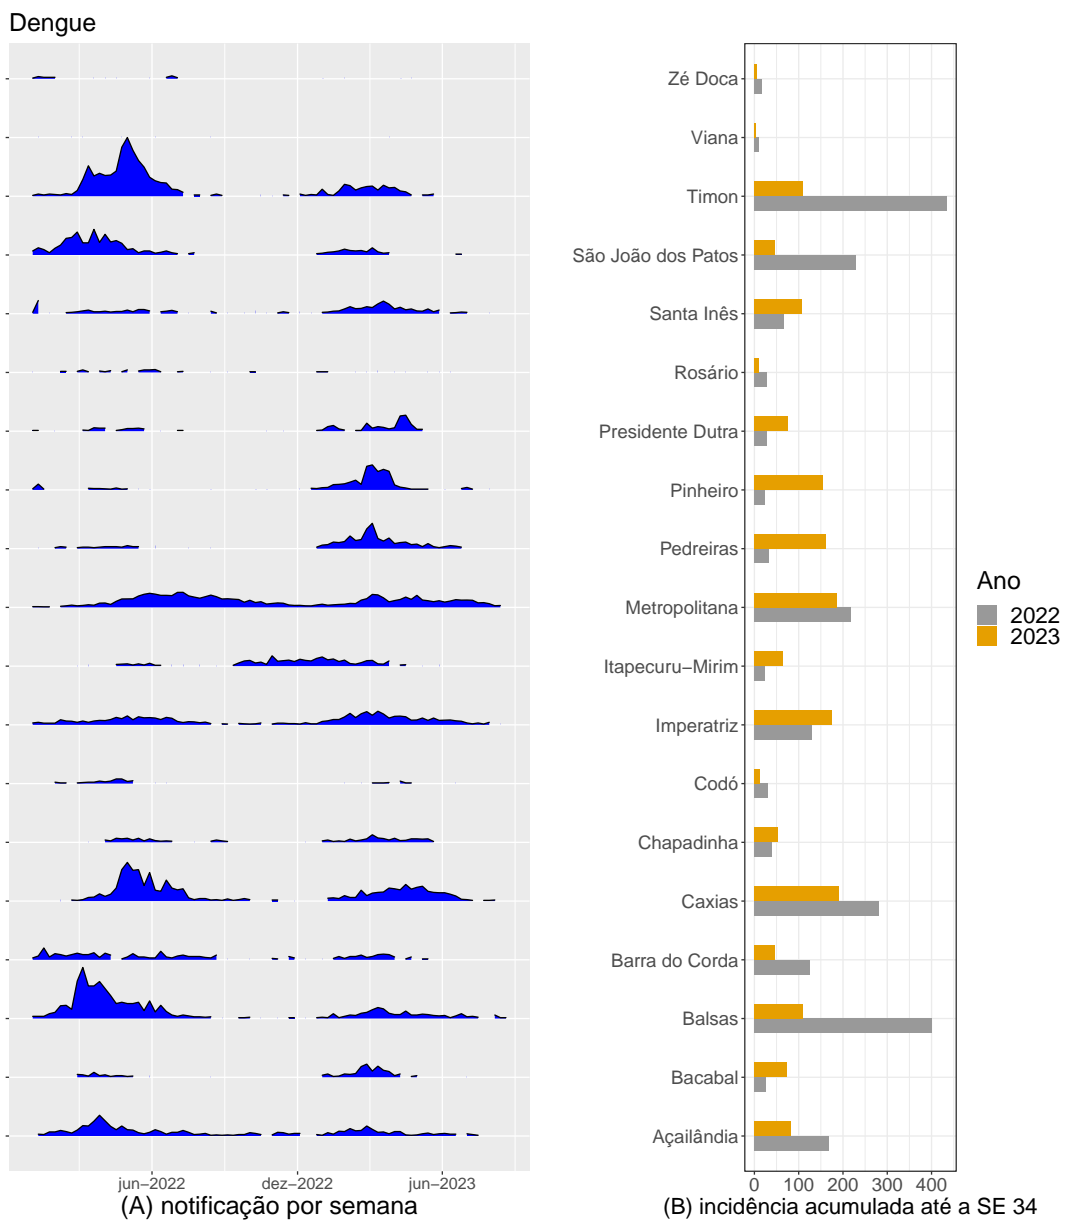 Dengue
Zé Doca
Viana
Timon
São João dos Patos
Santa Inês
Rosário
Presidente Dutra
Pinheiro
Pedreiras
Metropolitana
Itapecuru−Mirim
Imperatriz
Codó
Chapadinha
Caxias
Barra do Corda
Balsas
Bacabal
Açailândia
Ano
2022
2023
jun−2022 dez−2022 jun−2023
0 100 200 300 400
(A) notificação por semana
(B) incidência acumulada até a SE 34